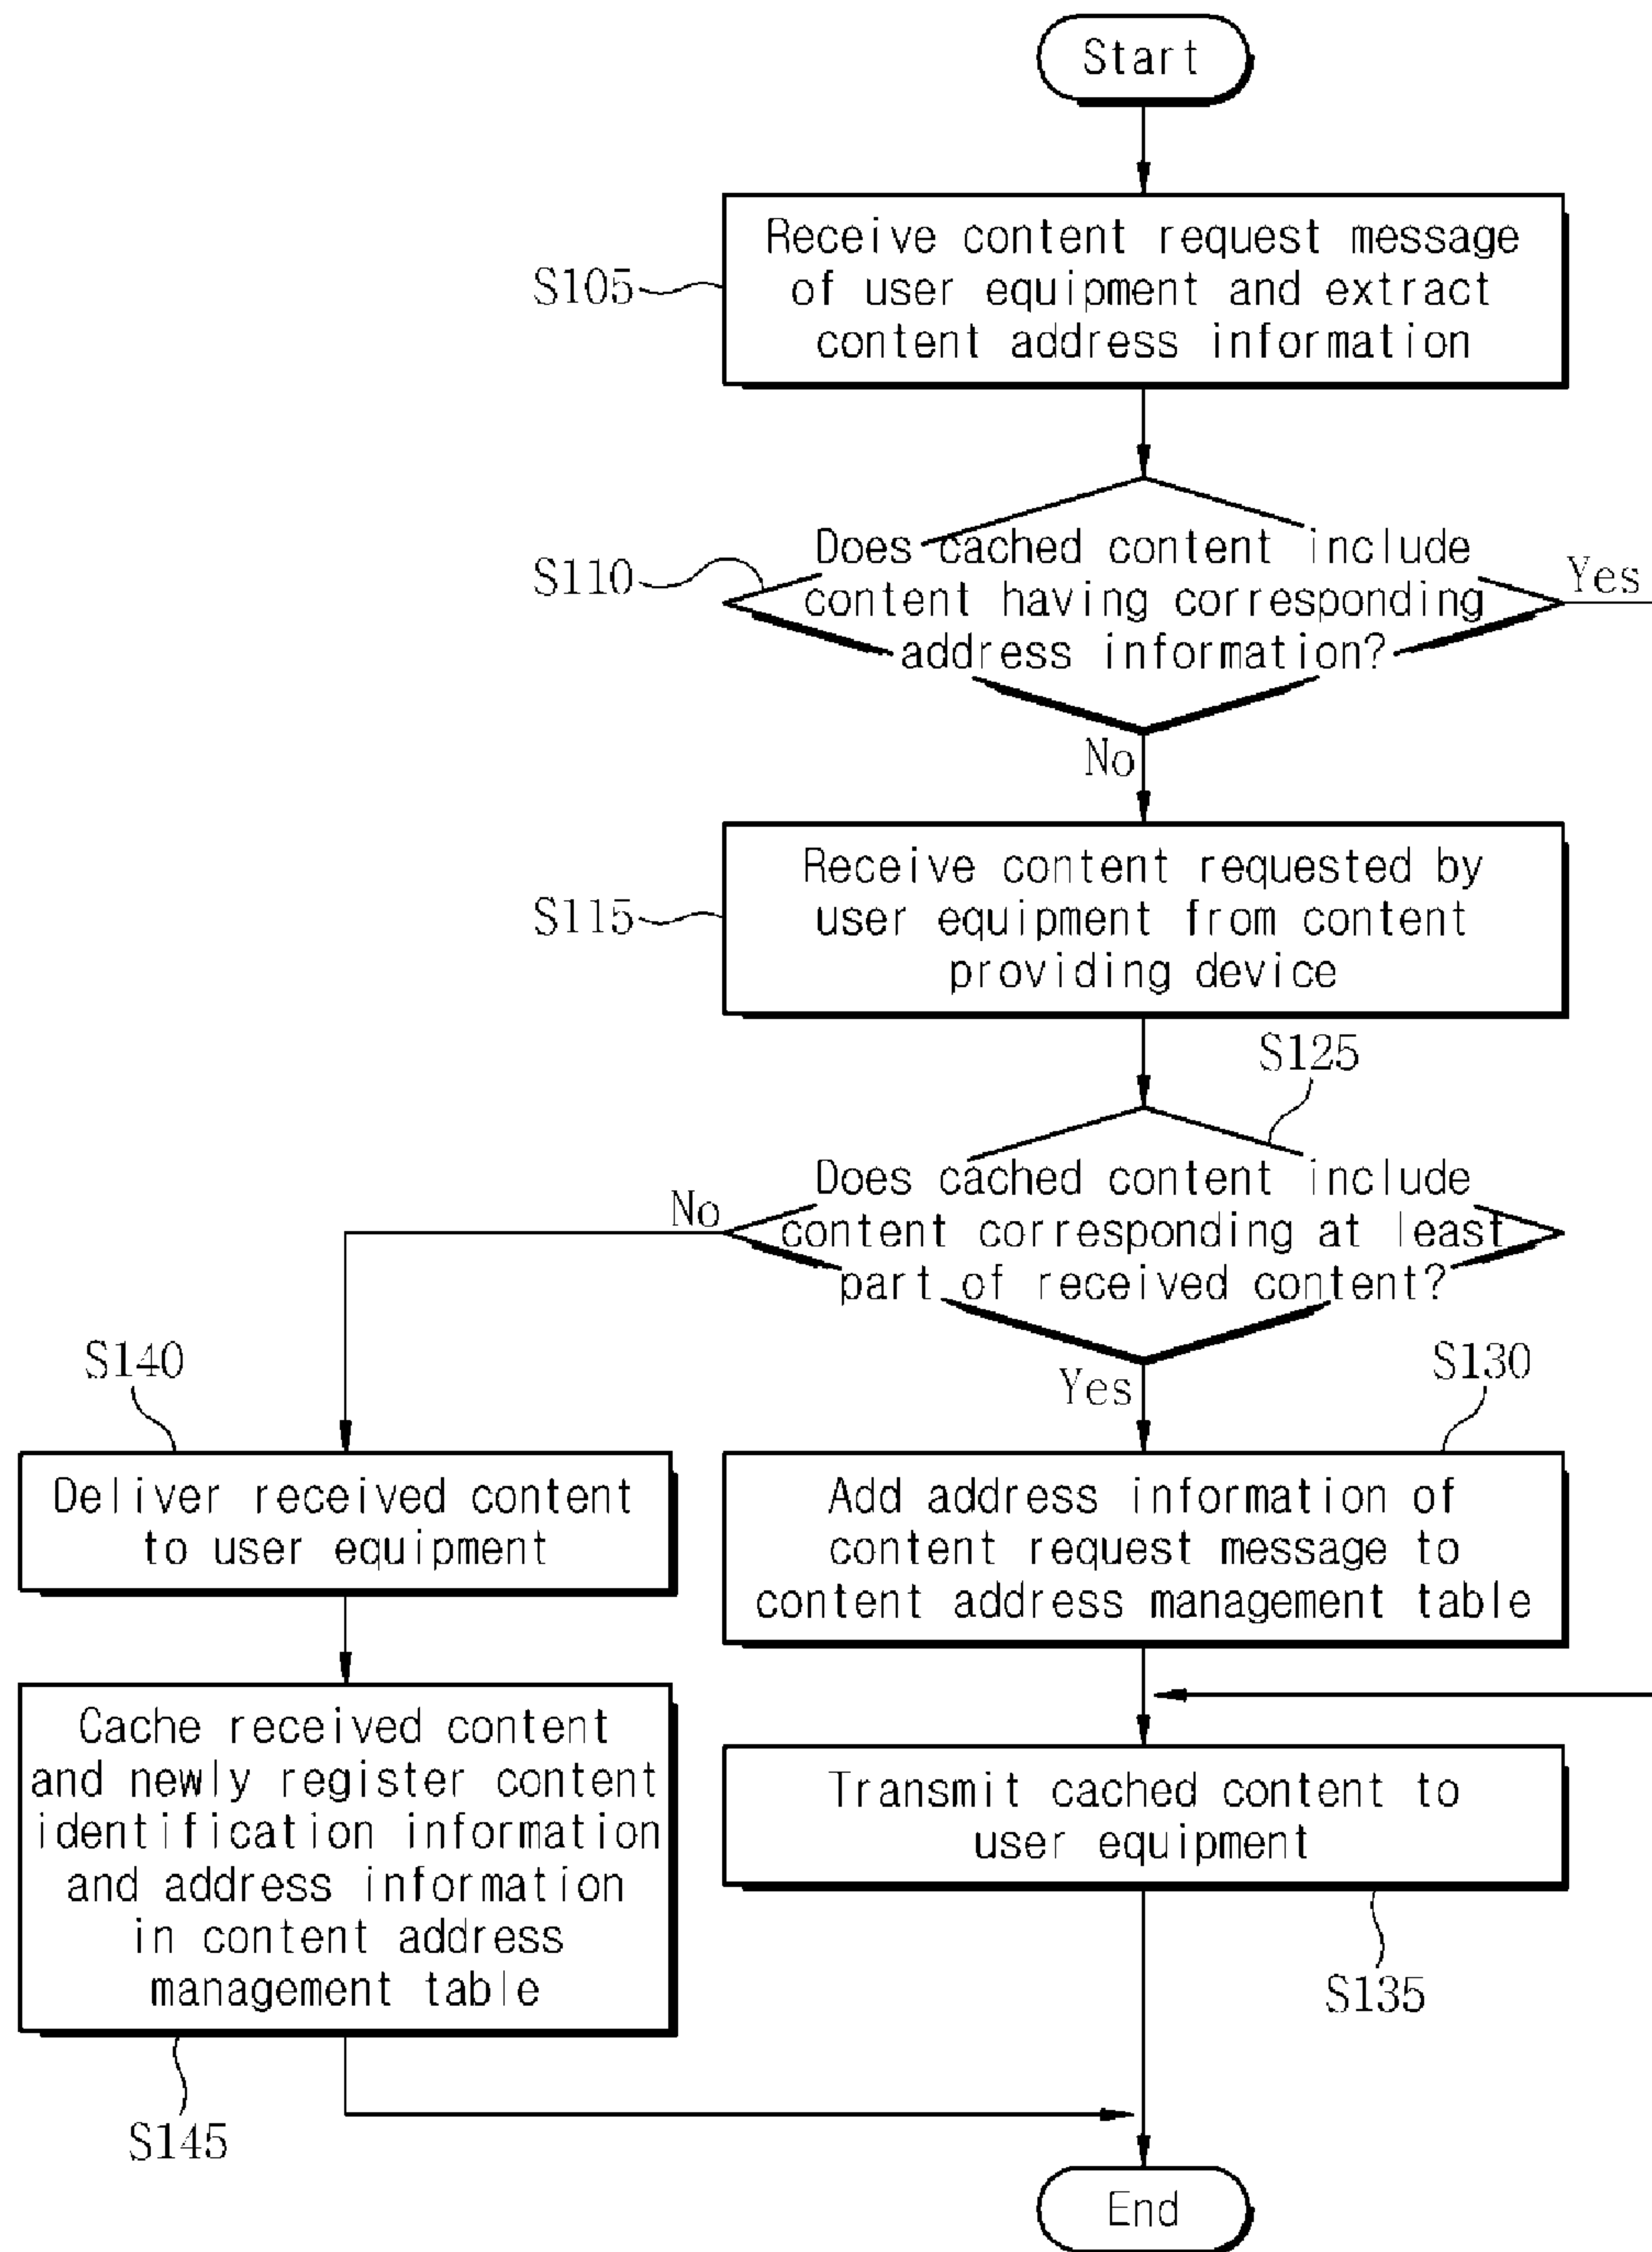 Start
S105
Receive content request message
of user equipment and extract
content address information
S110
Does cached content include
content having corresponding
address information?
Yes
No
S115
Receive content requested by
user equipment from content
providing device
S125
Does cached content include
content corresponding at least
part of received content?
No
Yes
S140
Deliver received content
to user equipment
S130
Add address information of
content request message to
content address management table
Cache received content
and newly register content
identification information
and address information
in content address
management table
S145
Transmit cached content to
user equipment
S135
End